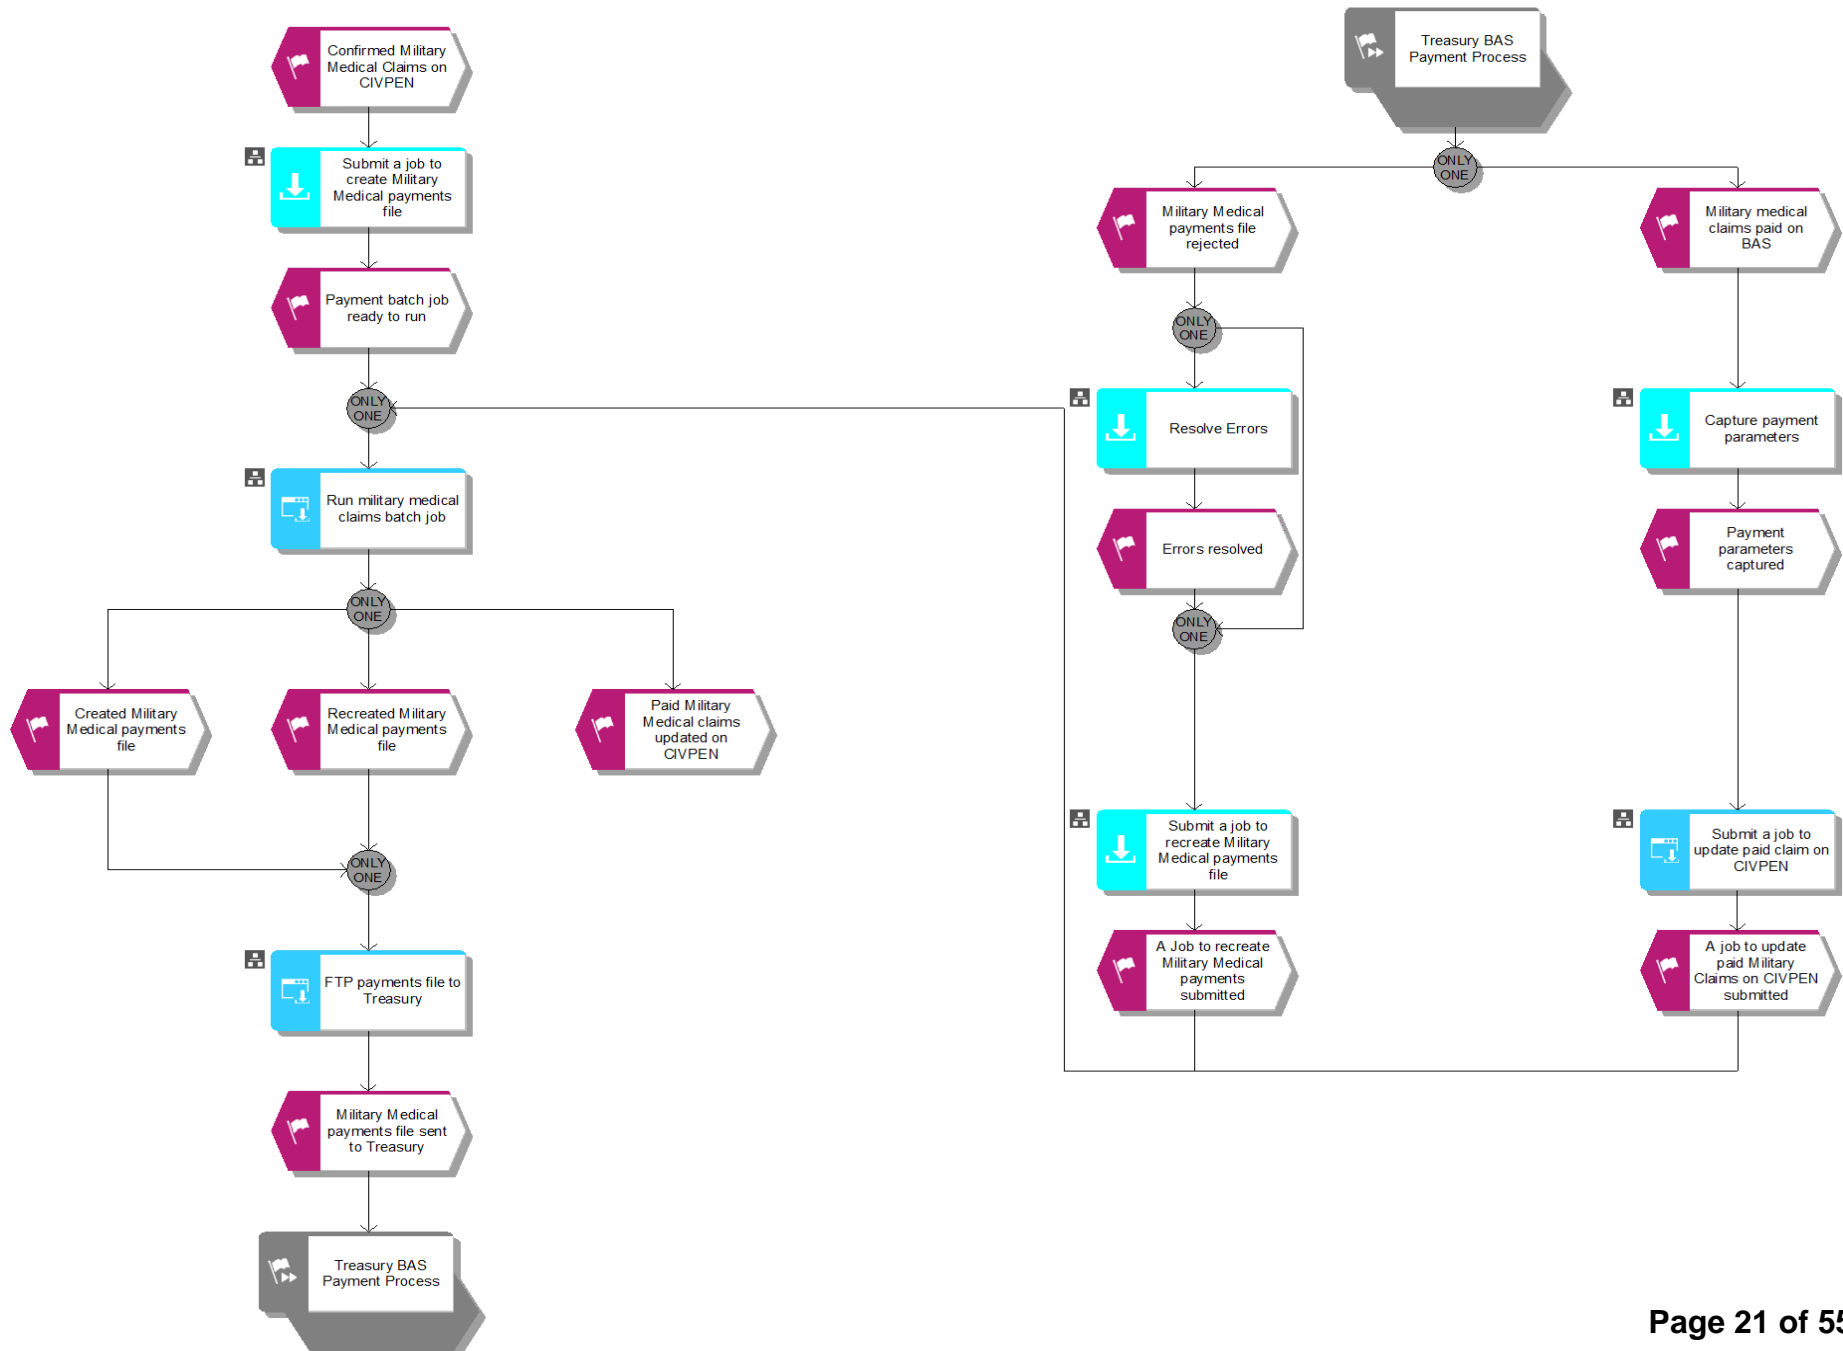 Confirmed Military
Medical Claims on
CIVPEN
Submit a job to
create Military
Medical payments
file
Payment batch job
ready to run
ONLY
ONE
Run military medical
claims batch job
ONLY
ONE
Created Military
Medical payments
file
Recreated Military
Medical payments
file
Paid Military
Medical claims
updated on
CIVPEN
ONLY
ONE
FTP payments file to
Treasury
Military Medical
payments file sent
to Treasury
Treasury BAS
Payment Process
Treasury BAS
Payment Process
ONLY
ONE
Military Medical
payments file
rejected
ONLY
ONE
Resolve Errors
Errors resolved
ONLY
ONE
Submit a job to
recreate Military
Medical payments
file
A Job to recreate
Military Medical
payments
submitted
Military medical
claims paid on
BAS
Capture payment
parameters
Payment
parameters
captured
Submit a job to
update paid claim on
CIVPEN
A job to update
paid Military
Claims on CIVPEN
submitted
Page 21 of 55